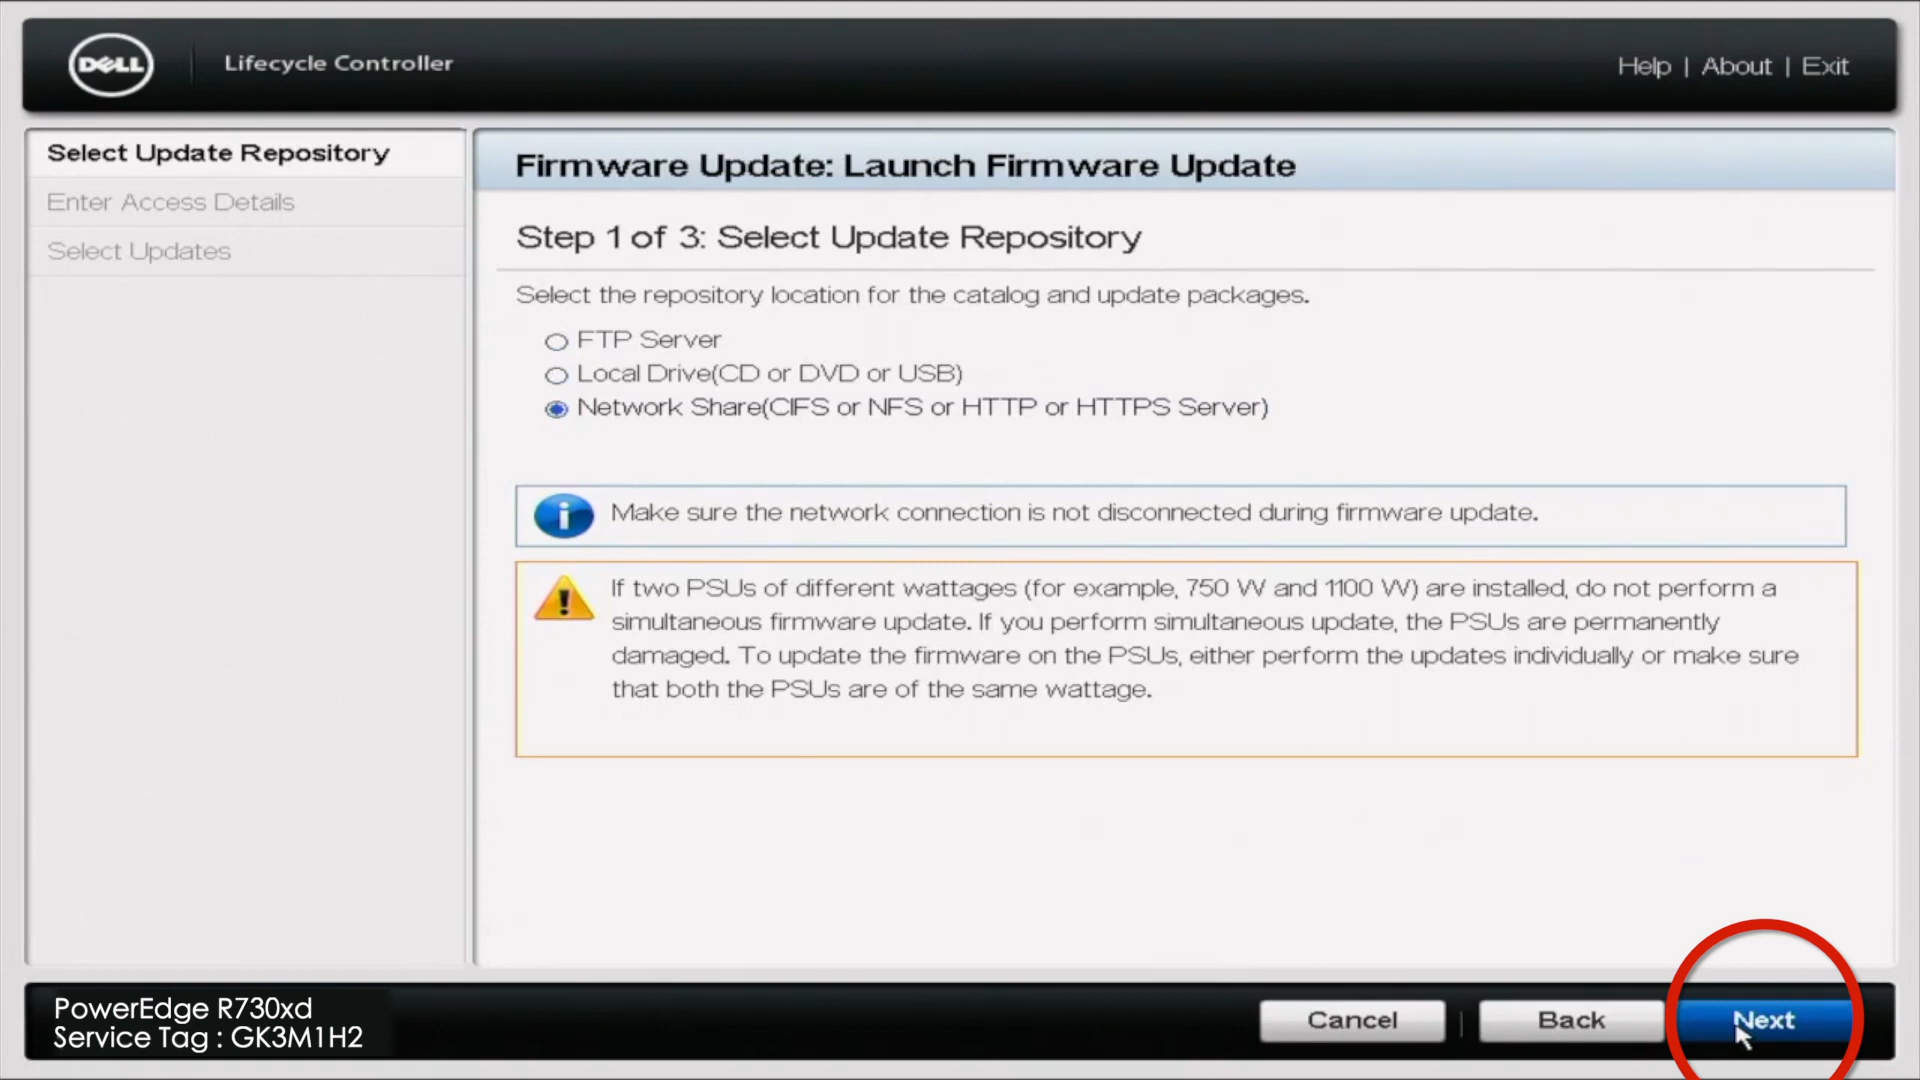 DELL
Lifecycle Controller
Help | About | Exit
Select Update Repository
Enter Access Details
Select Updates
Firmware Update: Launch Firmware Update
Step 1 of 3: Select Update Repository
Select the repository location for the catalog and update packages.
FTP Server
Local Drive(CD or DVD or USB)
Network Share(CIFS or NFS or HTTP or HTTPS Server)
Make sure the network connection is not disconnected during firmware update.
If two PSUs of different wattages (for example, 750 W and 1100 W) are installed, do not perform a
simultaneous firmware update. If you perform simultaneous update, the PSUs are permanently
damaged. To update the firmware on the PSUs, either perform the updates individually or make sure
that both the PSUs are of the same wattage.
PowerEdge R730xd
Service Tag : GK3M1H2
Cancel | Back
Next